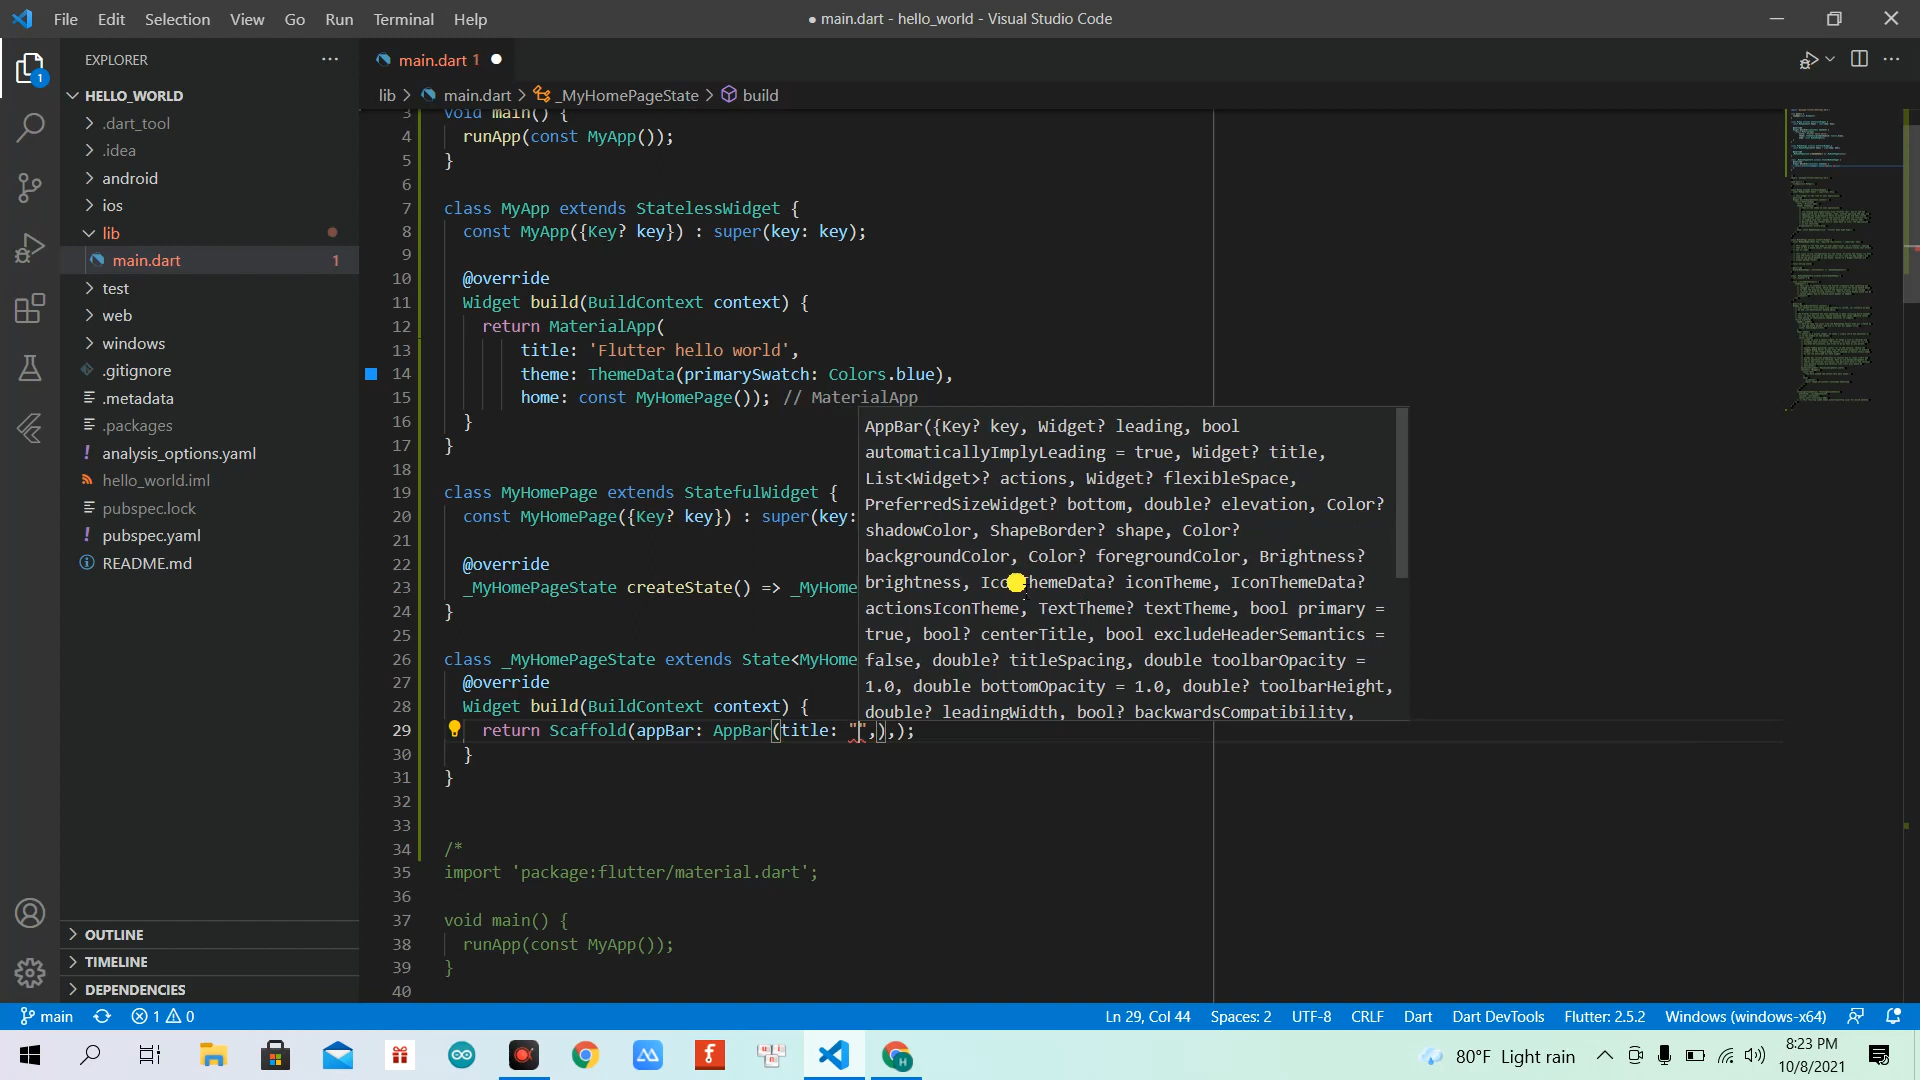 File Edit Selection View Go Run Terminal Help
● main.dart - hello_world - Visual Studio Code
EXPLORER
main.dart 1
HELLO_WORLD
lib > main.dart > _MyHomePageState > build
.dart_tool
.idea
android
ios
lib
main.dart 1
test
web
windows
.gitignore
.metadata
.packages
analysis_options.yaml
hello_world.iml
pubspec.lock
pubspec.yaml
README.md
OUTLINE
TIMELINE
DEPENDENCIES
3 void main() {
4 runApp(const MyApp());
5 }
6
7 class MyApp extends StatelessWidget {
8 const MyApp({Key? key}) : super(key: key);
9
10 @override
11 Widget build(BuildContext context) {
12 return MaterialApp(
13 title: 'Flutter hello world',
14 theme: ThemeData(primarySwatch: Colors.blue),
15 home: const MyHomePage()); // MaterialApp
16 }
17 }
18
19 class MyHomePage extends StatefulWidget {
20 const MyHomePage({Key? key}) : super(key:
21
22 @override
23 _MyHomePageState createState() => _MyHome
24 }
25
26 class _MyHomePageState extends State<MyHome
27 @override
28 Widget build(BuildContext context) {
29 return Scaffold(appBar: AppBar(title: "",),);
30 }
31 }
32
33
34 /*
35 import 'package:flutter/material.dart';
36
37 void main() {
38 runApp(const MyApp());
39 }
40
AppBar({Key? key, Widget? leading, bool
automaticallyImplyLeading = true, Widget? title,
List<Widget>? actions, Widget? flexibleSpace,
PreferredSizeWidget? bottom, double? elevation, Color?
shadowColor, ShapeBorder? shape, Color?
backgroundColor, Color? foregroundColor, Brightness?
brightness, IconThemeData? iconTheme, IconThemeData?
actionsIconTheme, TextTheme? textTheme, bool primary =
true, bool? centerTitle, bool excludeHeaderSemantics =
false, double? titleSpacing, double toolbarOpacity =
1.0, double bottomOpacity = 1.0, double? toolbarHeight,
double? leadingWidth, bool? backwardsCompatibility,
main 1 0 Ln 29, Col 44 Spaces: 2 UTF-8 CRLF Dart Dart DevTools Flutter: 2.5.2 Windows (windows-x64)
80°F Light rain
8:23 PM
10/8/2021